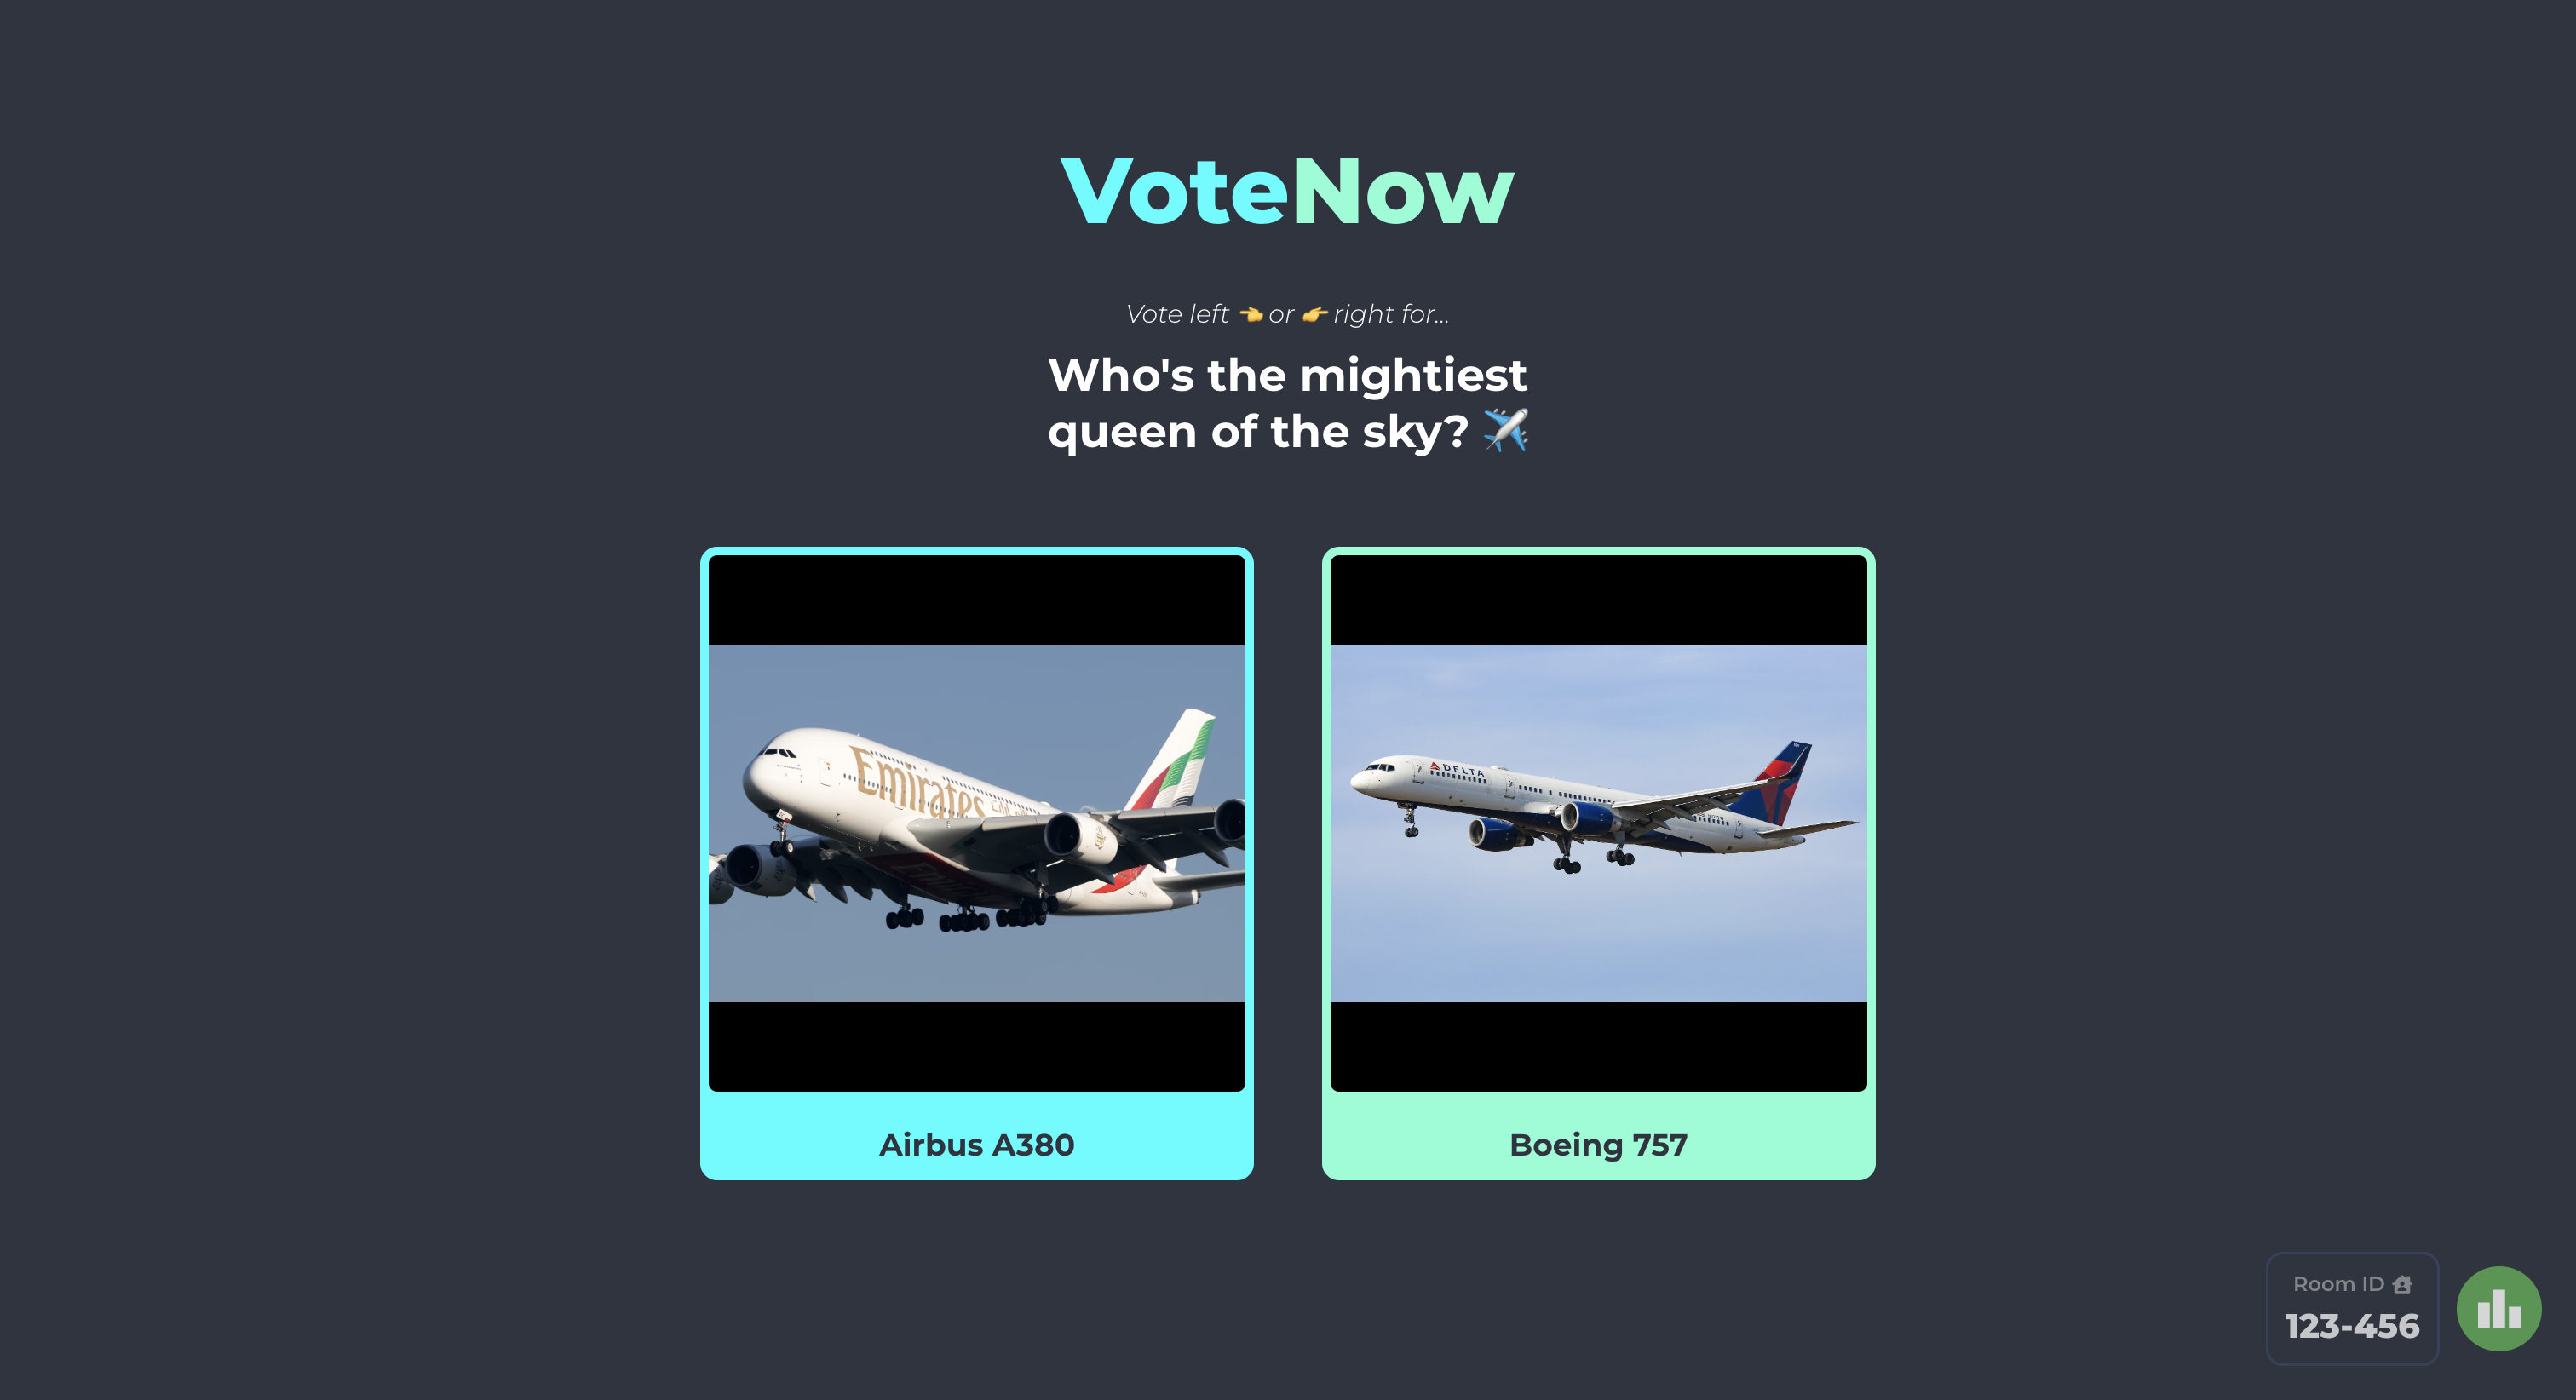 VoteNow
Vote left 👈 or 👉 right for...
Who's the mightiest
queen of the sky? ✈️
Emirates
DELTA
Airbus A380
Boeing 757
Room ID
123-456